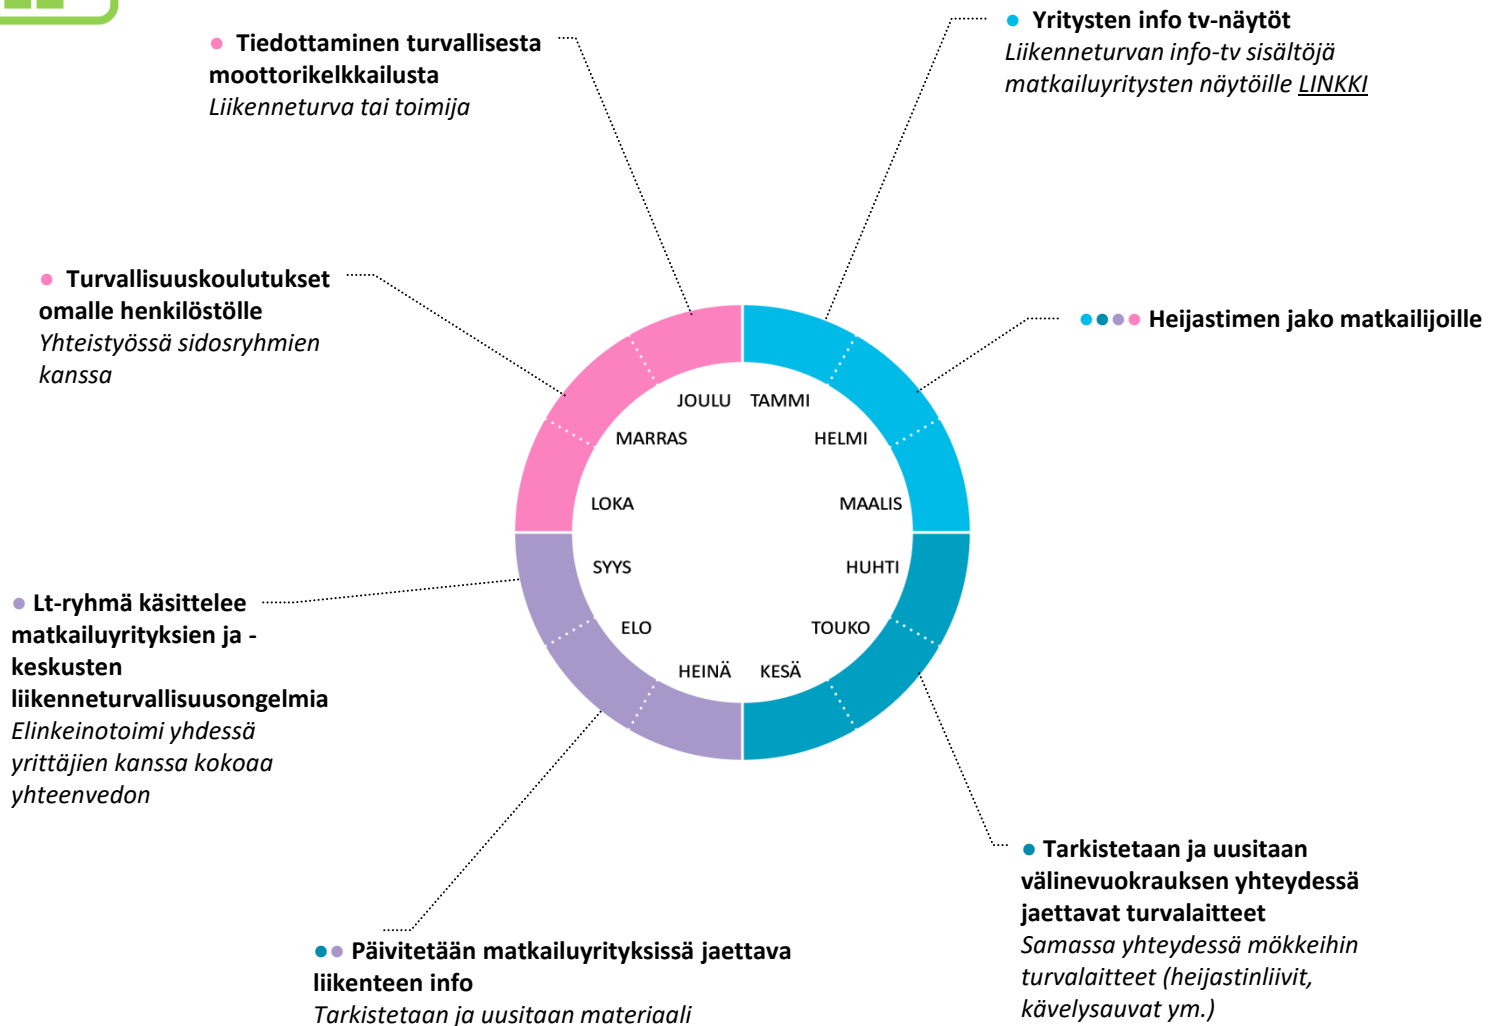 ● Tiedottaminen turvallisesta
moottorikelkkailusta
Liikenneturva tai toimija
● Yritysten info tv-näytöt
Liikenneturvan info-tv sisältöjä
matkailuyritysten näytöille LINKKI
● Turvallisuuskoulutukset
omalle henkilöstölle
Yhteistyössä sidosryhmien
kanssa
●●●● Heijastimen jako matkailijoille
JOULU TAMMI
MARRAS HELMI
LOKA MAALIS
SYYS HUHTI
ELO TOUKO
HEINÄ KESÄ
● Lt-ryhmä käsittelee
matkailuyrityksien ja -
keskusten
liikenneturvallisuusongelmia
Elinkeinotoimi yhdessä
yrittäjien kanssa kokoaa
yhteenvedon
● Tarkistetaan ja uusitaan
välinevuokrauksen yhteydessä
jaettavat turvalaitteet
Samassa yhteydessä mökkeihin
turvalaitteet (heijastinliivit,
kävelysauvat ym.)
●● Päivitetään matkailuyrityksissä jaettava
liikenteen info
Tarkistetaan ja uusitaan materiaali